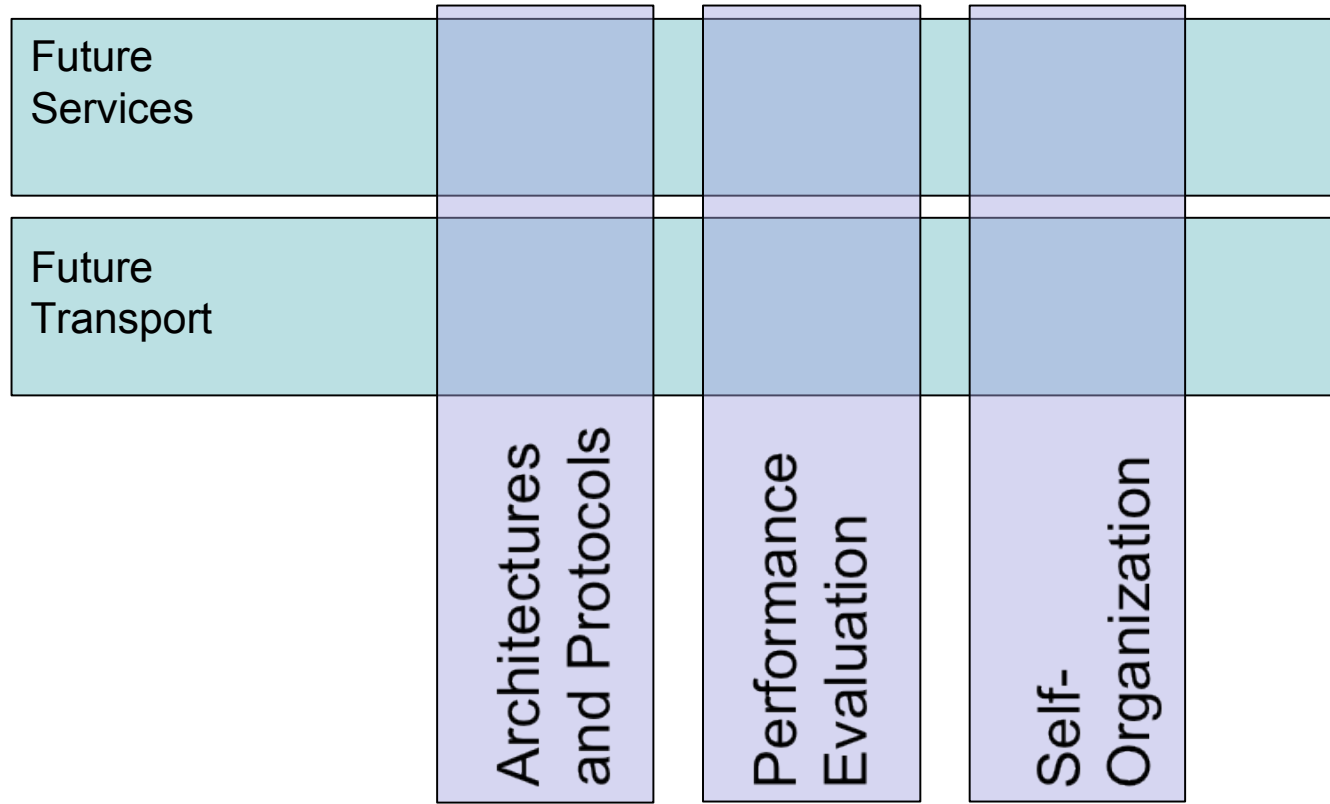 Future
Services
Future
Transport
Architectures
and Protocols
Performance
Evaluation
Self-
Organization